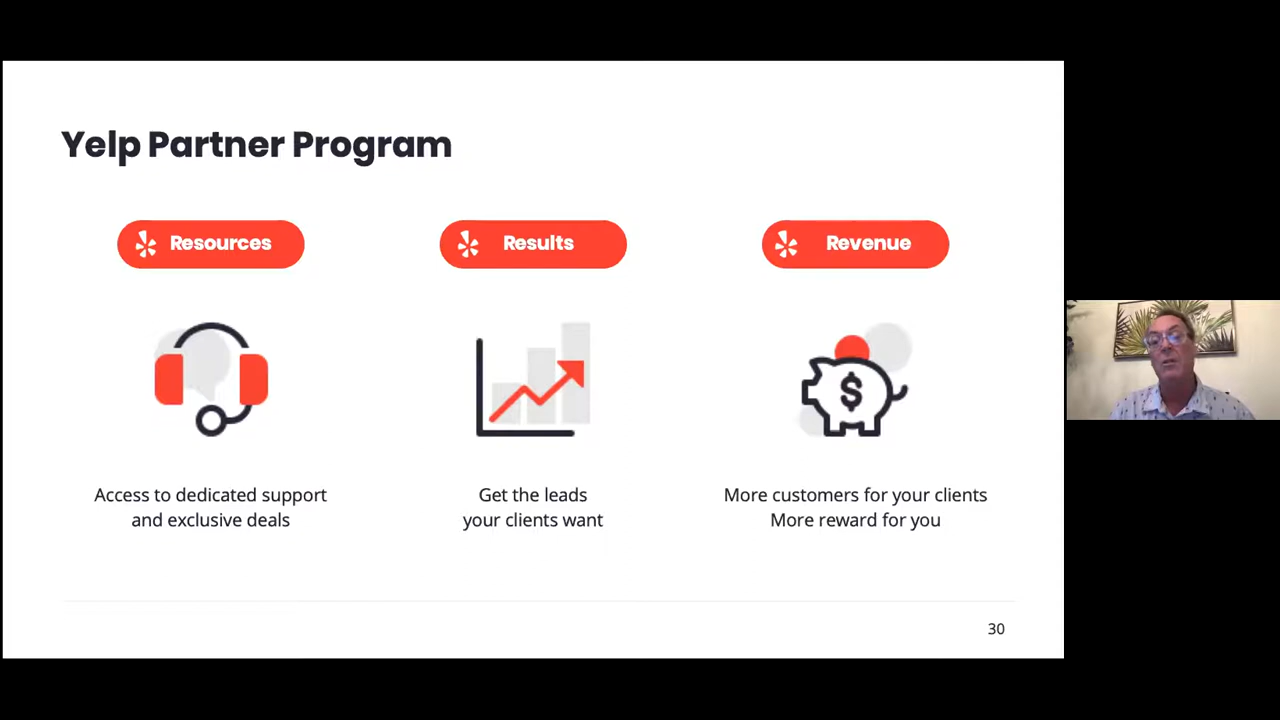 Yelp Partner Program
Resources
Results
Revenue
$
Access to dedicated support
and exclusive deals
Get the leads
your clients want
More customers for your clients
More reward for you
30